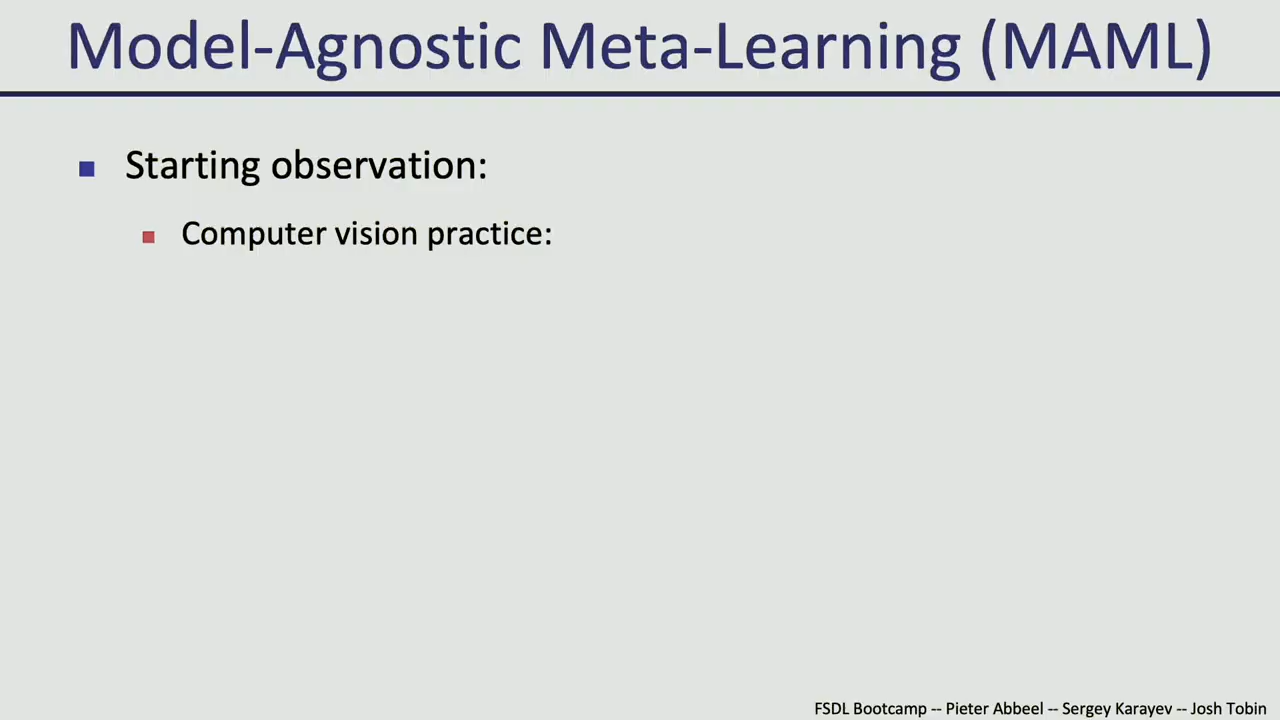 Model-Agnostic Meta-Learning (MAML)
Starting observation:
Computer vision practice:
FSDL Bootcamp -- Pieter Abbeel -- Sergey Karayev -- Josh Tobin